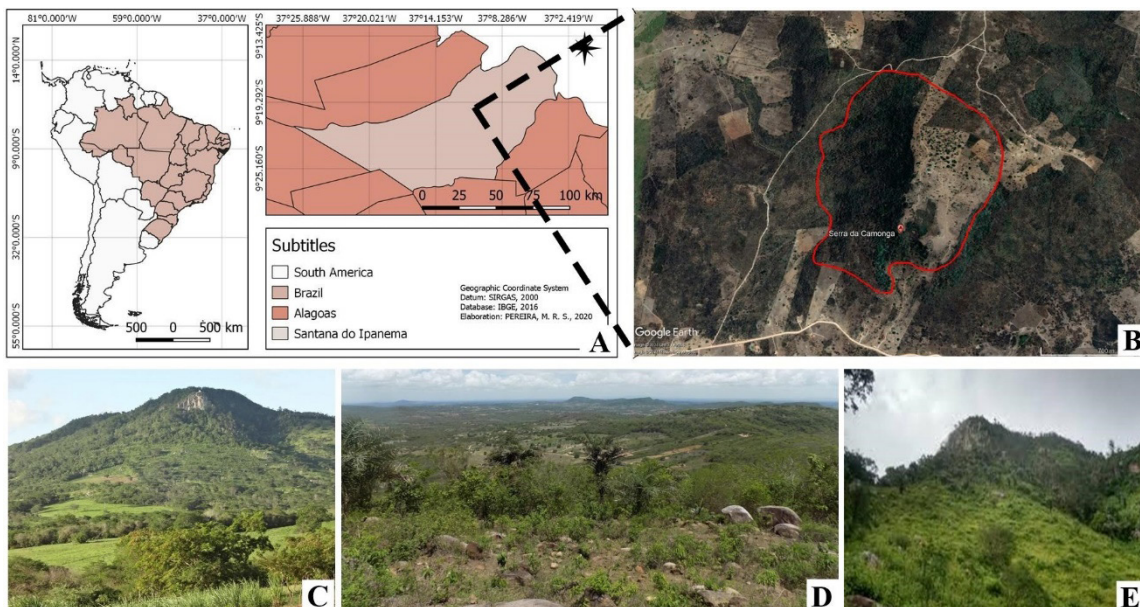 81°0.000'W 59°0.000'W 37°0.000'W
14°0.000'N
9°0.000'S
32°0.000'S
55°0.000'S
500 0 500 km
37°25.888'W 37°20.021'W 37°14.153'W 37°8.286'W 37°2.419'W
9°13.425'S
9°19.292'S
9°25.160'S
0 25 50 75 100 km
Subtitles
South America
Brazil
Alagoas
Santana do Ipanema
Geographic Coordinate System
Datum: SIRGAS, 2000
Database: IBGE, 2016
Elaboration: PEREIRA, M. R. S., 2020
A
Serra da Camonga
Google Earth
B
C
D
E